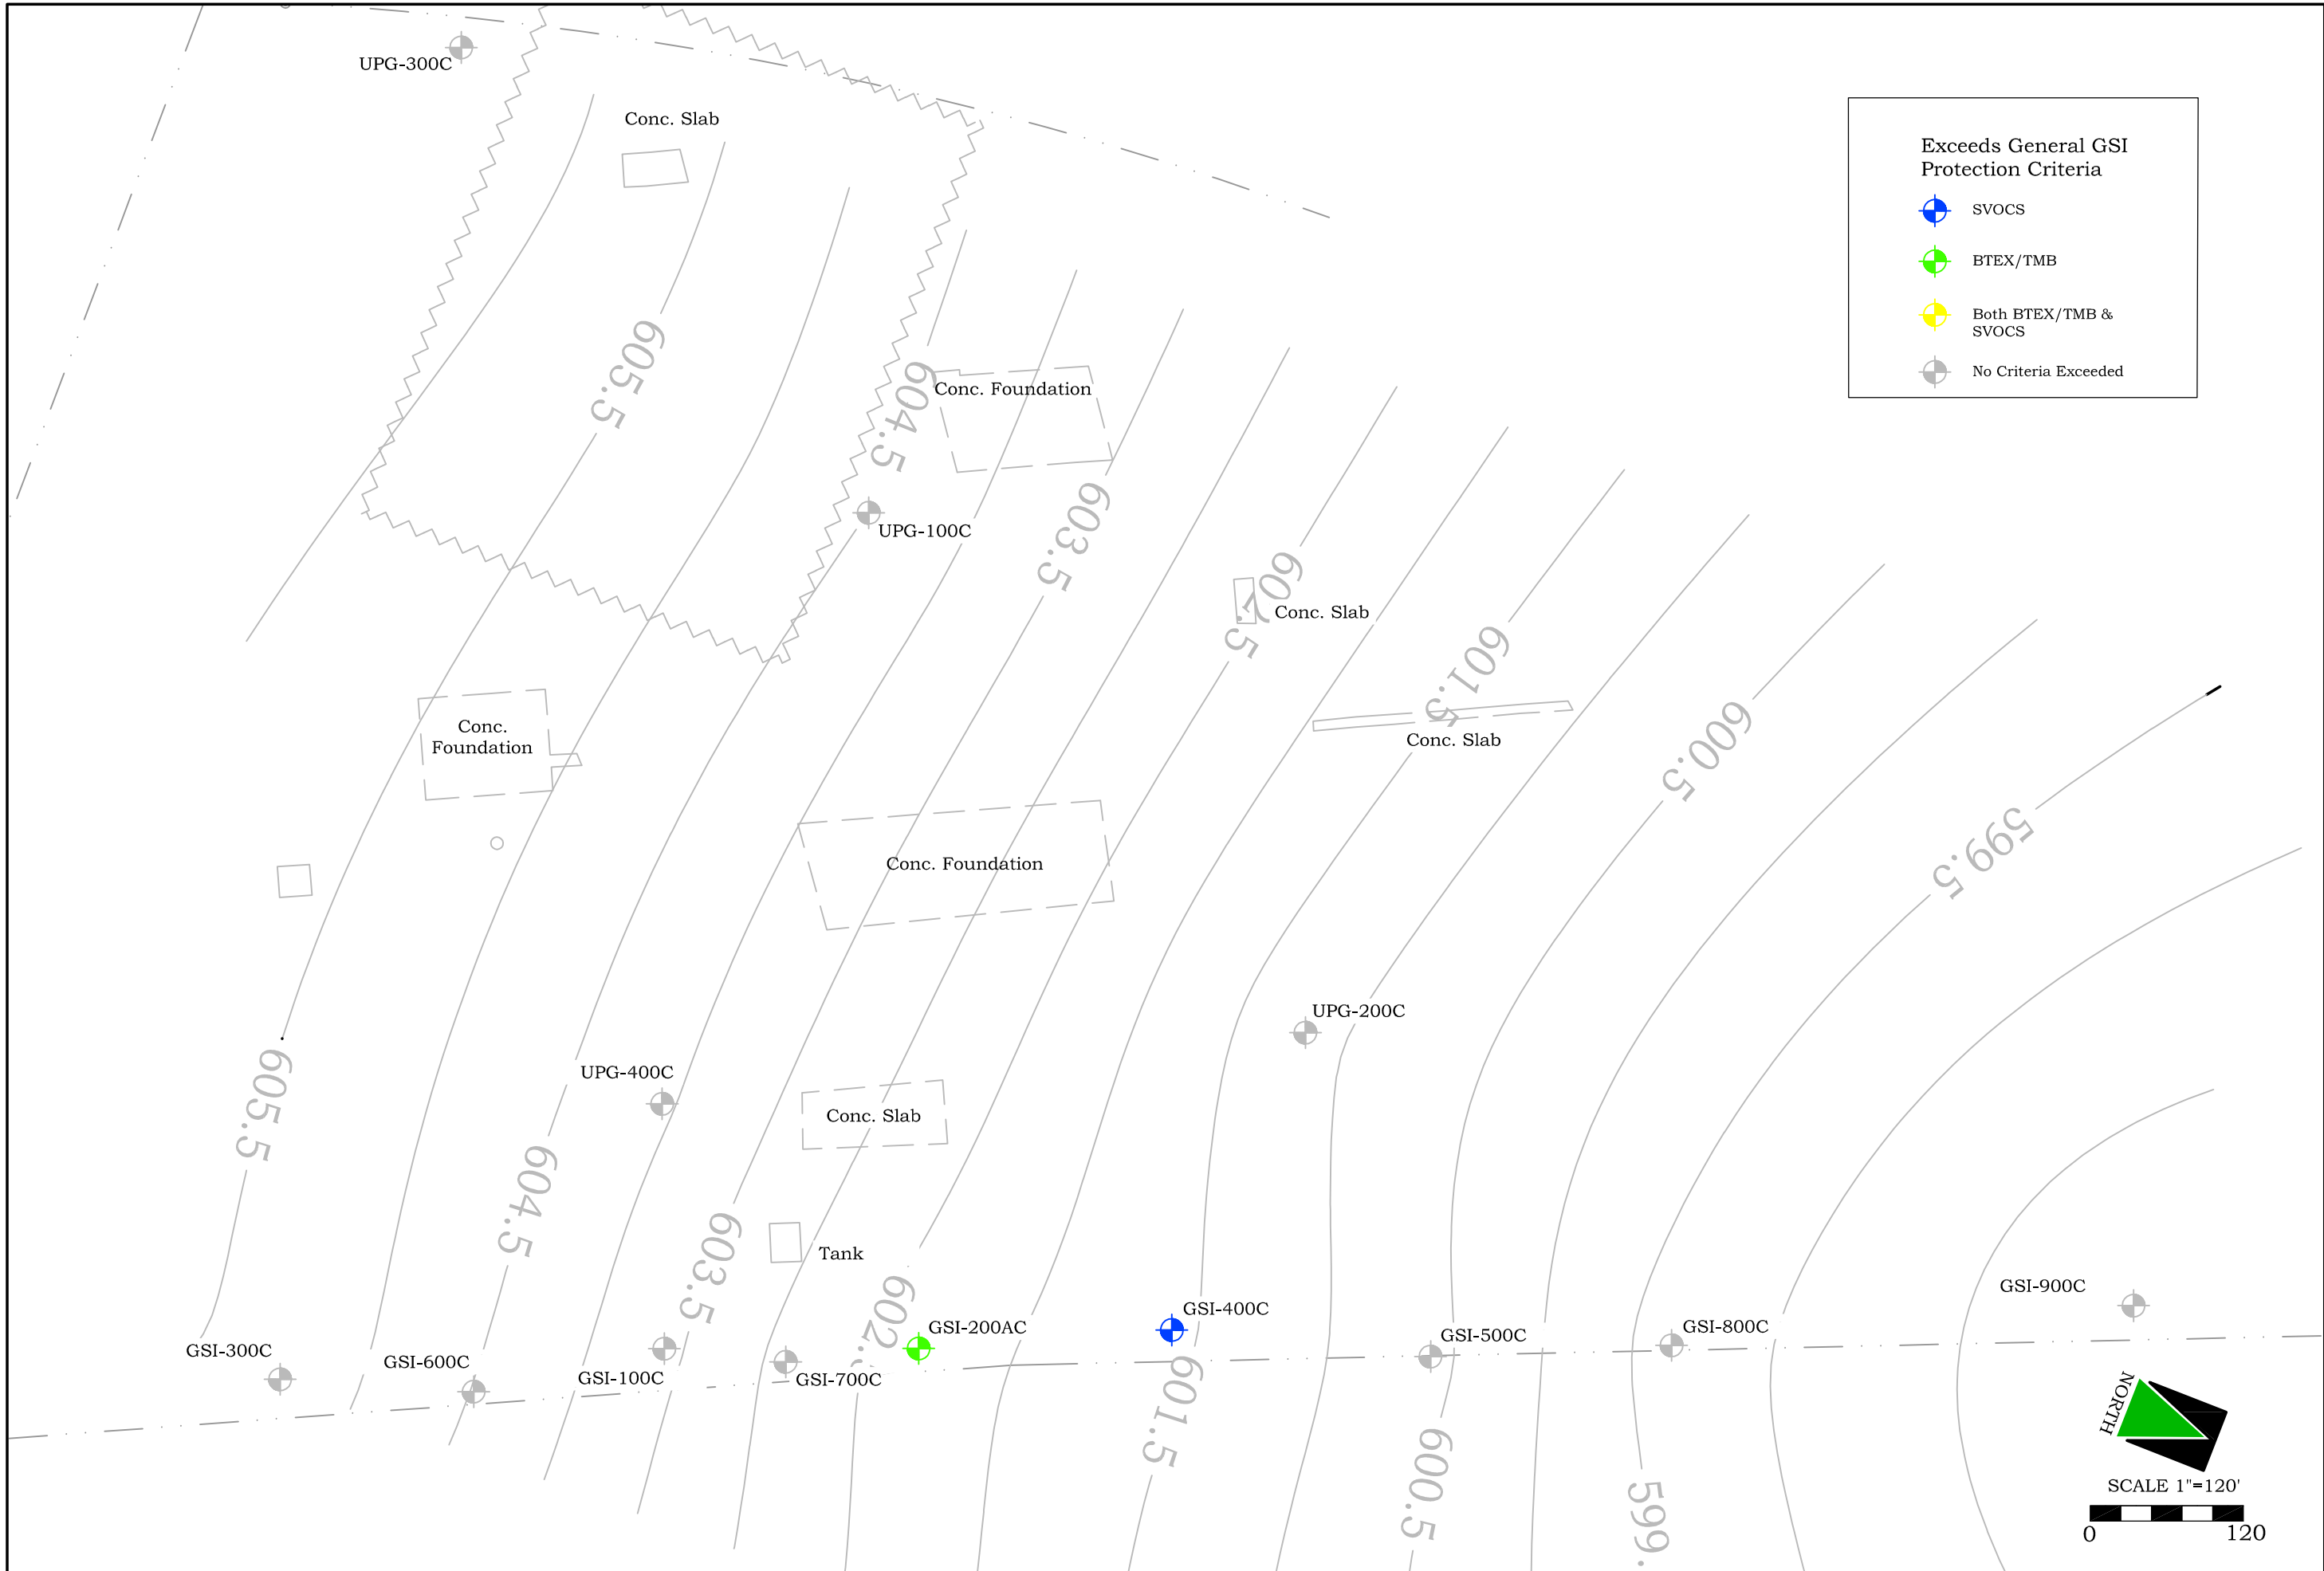 UPG-300C
Conc. Slab
Exceeds General GSI
Protection Criteria
SVOCS
BTEX/TMB
Both BTEX/TMB &
SVOCS
No Criteria Exceeded
605.5
604.5
Conc. Foundation
603.5
UPG-100C
602.5
Conc. Slab
601.5
Conc. Slab
600.5
Conc.
Foundation
599.5
Conc. Foundation
UPG-200C
605.5
UPG-400C
Conc. Slab
604.5
603.5
Tank
602.
GSI-900C
GSI-400C
GSI-200AC
GSI-500C
GSI-800C
GSI-300C
GSI-600C
GSI-100C
GSI-700C
601.5
600.5
599.
NORTH
SCALE 1"=120'
0
120